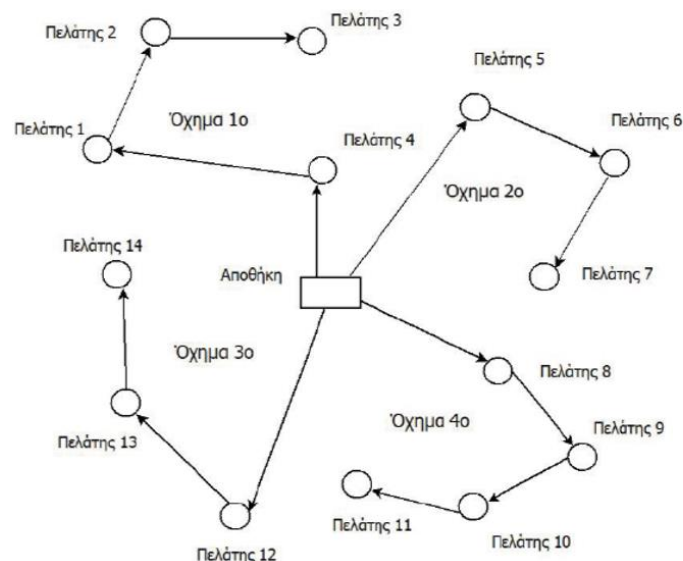 Πελάτης 2
Πελάτης 3
Πελάτης 5
Πελάτης 1
Όχημα 1ο
Πελάτης 4
Πελάτης 6
Όχημα 2ο
Πελάτης 14
Αποθήκη
Πελάτης 7
Όχημα 3ο
Πελάτης 8
Πελάτης 13
Όχημα 4ο
Πελάτης 9
Πελάτης 11
Πελάτης 10
Πελάτης 12